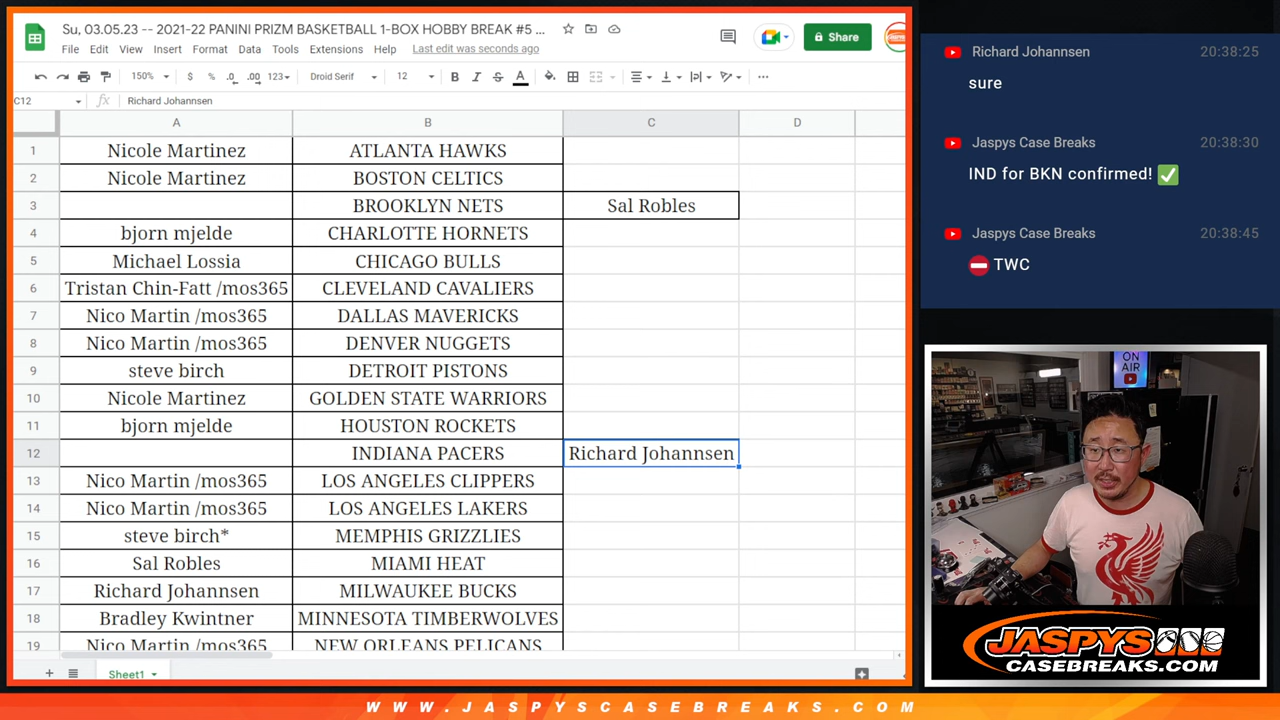 Su, 03.05.23 -- 2021-22 PANINI PRIZM BASKETBALL 1-BOX HOBBY BREAK #5 ...
File Edit View Insert Format Data Tools Extensions Help Last edit was seconds ago
Share
150% $ % .0 .00 123 Droid Serif 12 B I S A
C12 fx Richard Johannsen
A B C D
1 Nicole Martinez ATLANTA HAWKS
2 Nicole Martinez BOSTON CELTICS
3 BROOKLYN NETS Sal Robles
4 bjorn mjelde CHARLOTTE HORNETS
5 Michael Lossia CHICAGO BULLS
6 Tristan Chin-Fatt /mos365 CLEVELAND CAVALIERS
7 Nico Martin /mos365 DALLAS MAVERICKS
8 Nico Martin /mos365 DENVER NUGGETS
9 steve birch DETROIT PISTONS
10 Nicole Martinez GOLDEN STATE WARRIORS
11 bjorn mjelde HOUSTON ROCKETS
12 INDIANA PACERS Richard Johannsen
13 Nico Martin /mos365 LOS ANGELES CLIPPERS
14 Nico Martin /mos365 LOS ANGELES LAKERS
15 steve birch* MEMPHIS GRIZZLIES
16 Sal Robles MIAMI HEAT
17 Richard Johannsen MILWAUKEE BUCKS
18 Bradley Kwintner MINNESOTA TIMBERWOLVES
19 Nico Martin /mos365 NEW ORLEANS PELICANS
Sheet1
Richard Johannsen 20:38:25
sure
Jaspys Case Breaks 20:38:30
IND for BKN confirmed! ✅
Jaspys Case Breaks 20:38:45
⛔ TWC
ON
AIR
JASPYS
CASEBREAKS.COM
WWW.JASPYSCASEBREAKS.COM